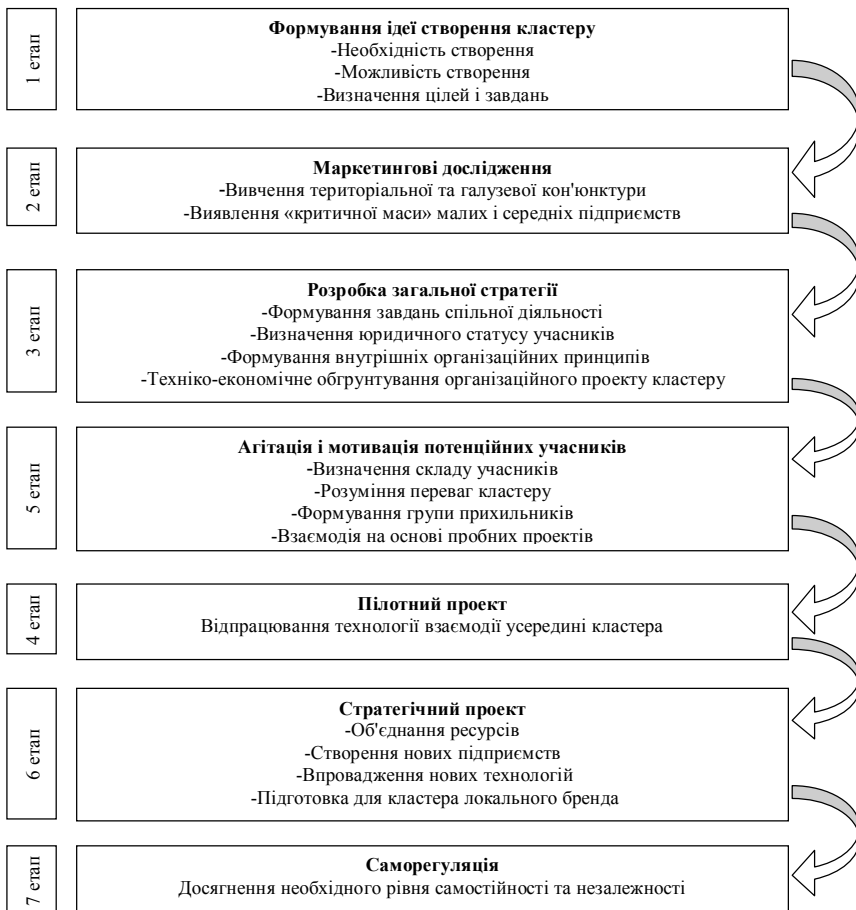 1 етап
Формування ідеї створення кластеру
-Необхідність створення
-Можливість створення
-Визначення цілей і завдань
2 етап
Маркетингові дослідження
-Вивчення територіальної та галузевої кон'юнктури
-Виявлення «критичної маси» малих і середніх підприємств
3 етап
Розробка загальної стратегії
-Формування завдань спільної діяльності
-Визначення юридичного статусу учасників
-Формування внутрішніх організаційних принципів
-Техніко-економічне обгрунтування організаційного проекту кластеру
5 етап
Агітація і мотивація потенційних учасників
-Визначення складу учасників
-Розуміння переваг кластеру
-Формування групи прихильників
-Взаємодія на основі пробних проектів
4 етап
Пілотний проект
Відпрацювання технології взаємодії усередині кластера
6 етап
Стратегічний проект
-Об'єднання ресурсів
-Створення нових підприємств
-Впровадження нових технологій
-Підготовка для кластера локального бренда
7 етап
Саморегуляція
Досягнення необхідного рівня самостійності та незалежності